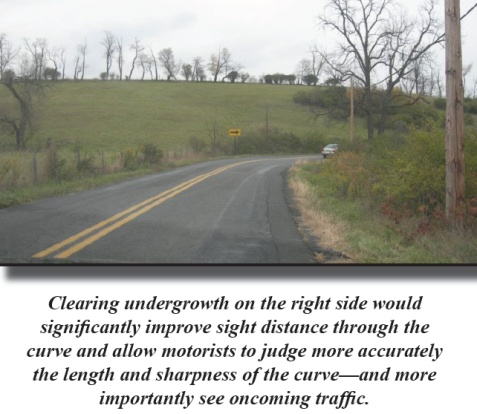 Clearing undergrowth on the right side would
significantly improve sight distance through the
curve and allow motorists to judge more accurately
the length and sharpness of the curve—and more
importantly see oncoming traffic.